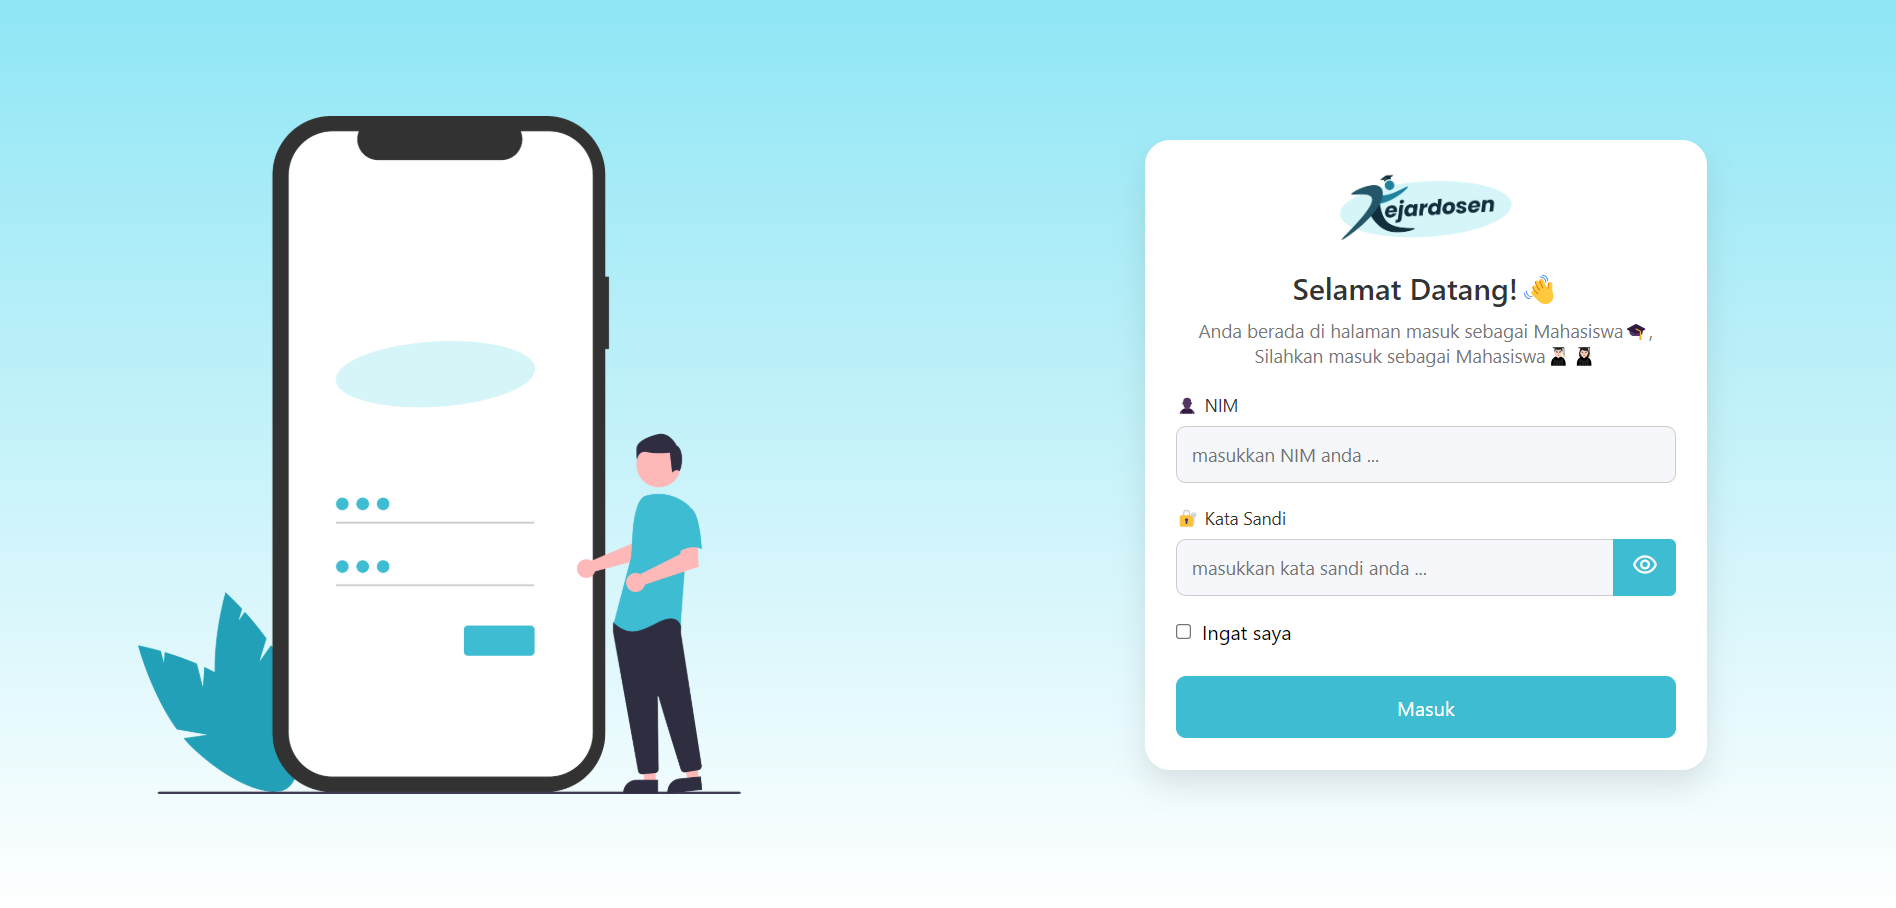 Kejardosen
Selamat Datang! 👋
Anda berada di halaman masuk sebagai Mahasiswa🎓,
Silahkan masuk sebagai Mahasiswa👨🏻‍🎓 👩🏻‍🎓
👤 NIM
masukkan NIM anda ...
🔐 Kata Sandi
masukkan kata sandi anda ...
Ingat saya
Masuk